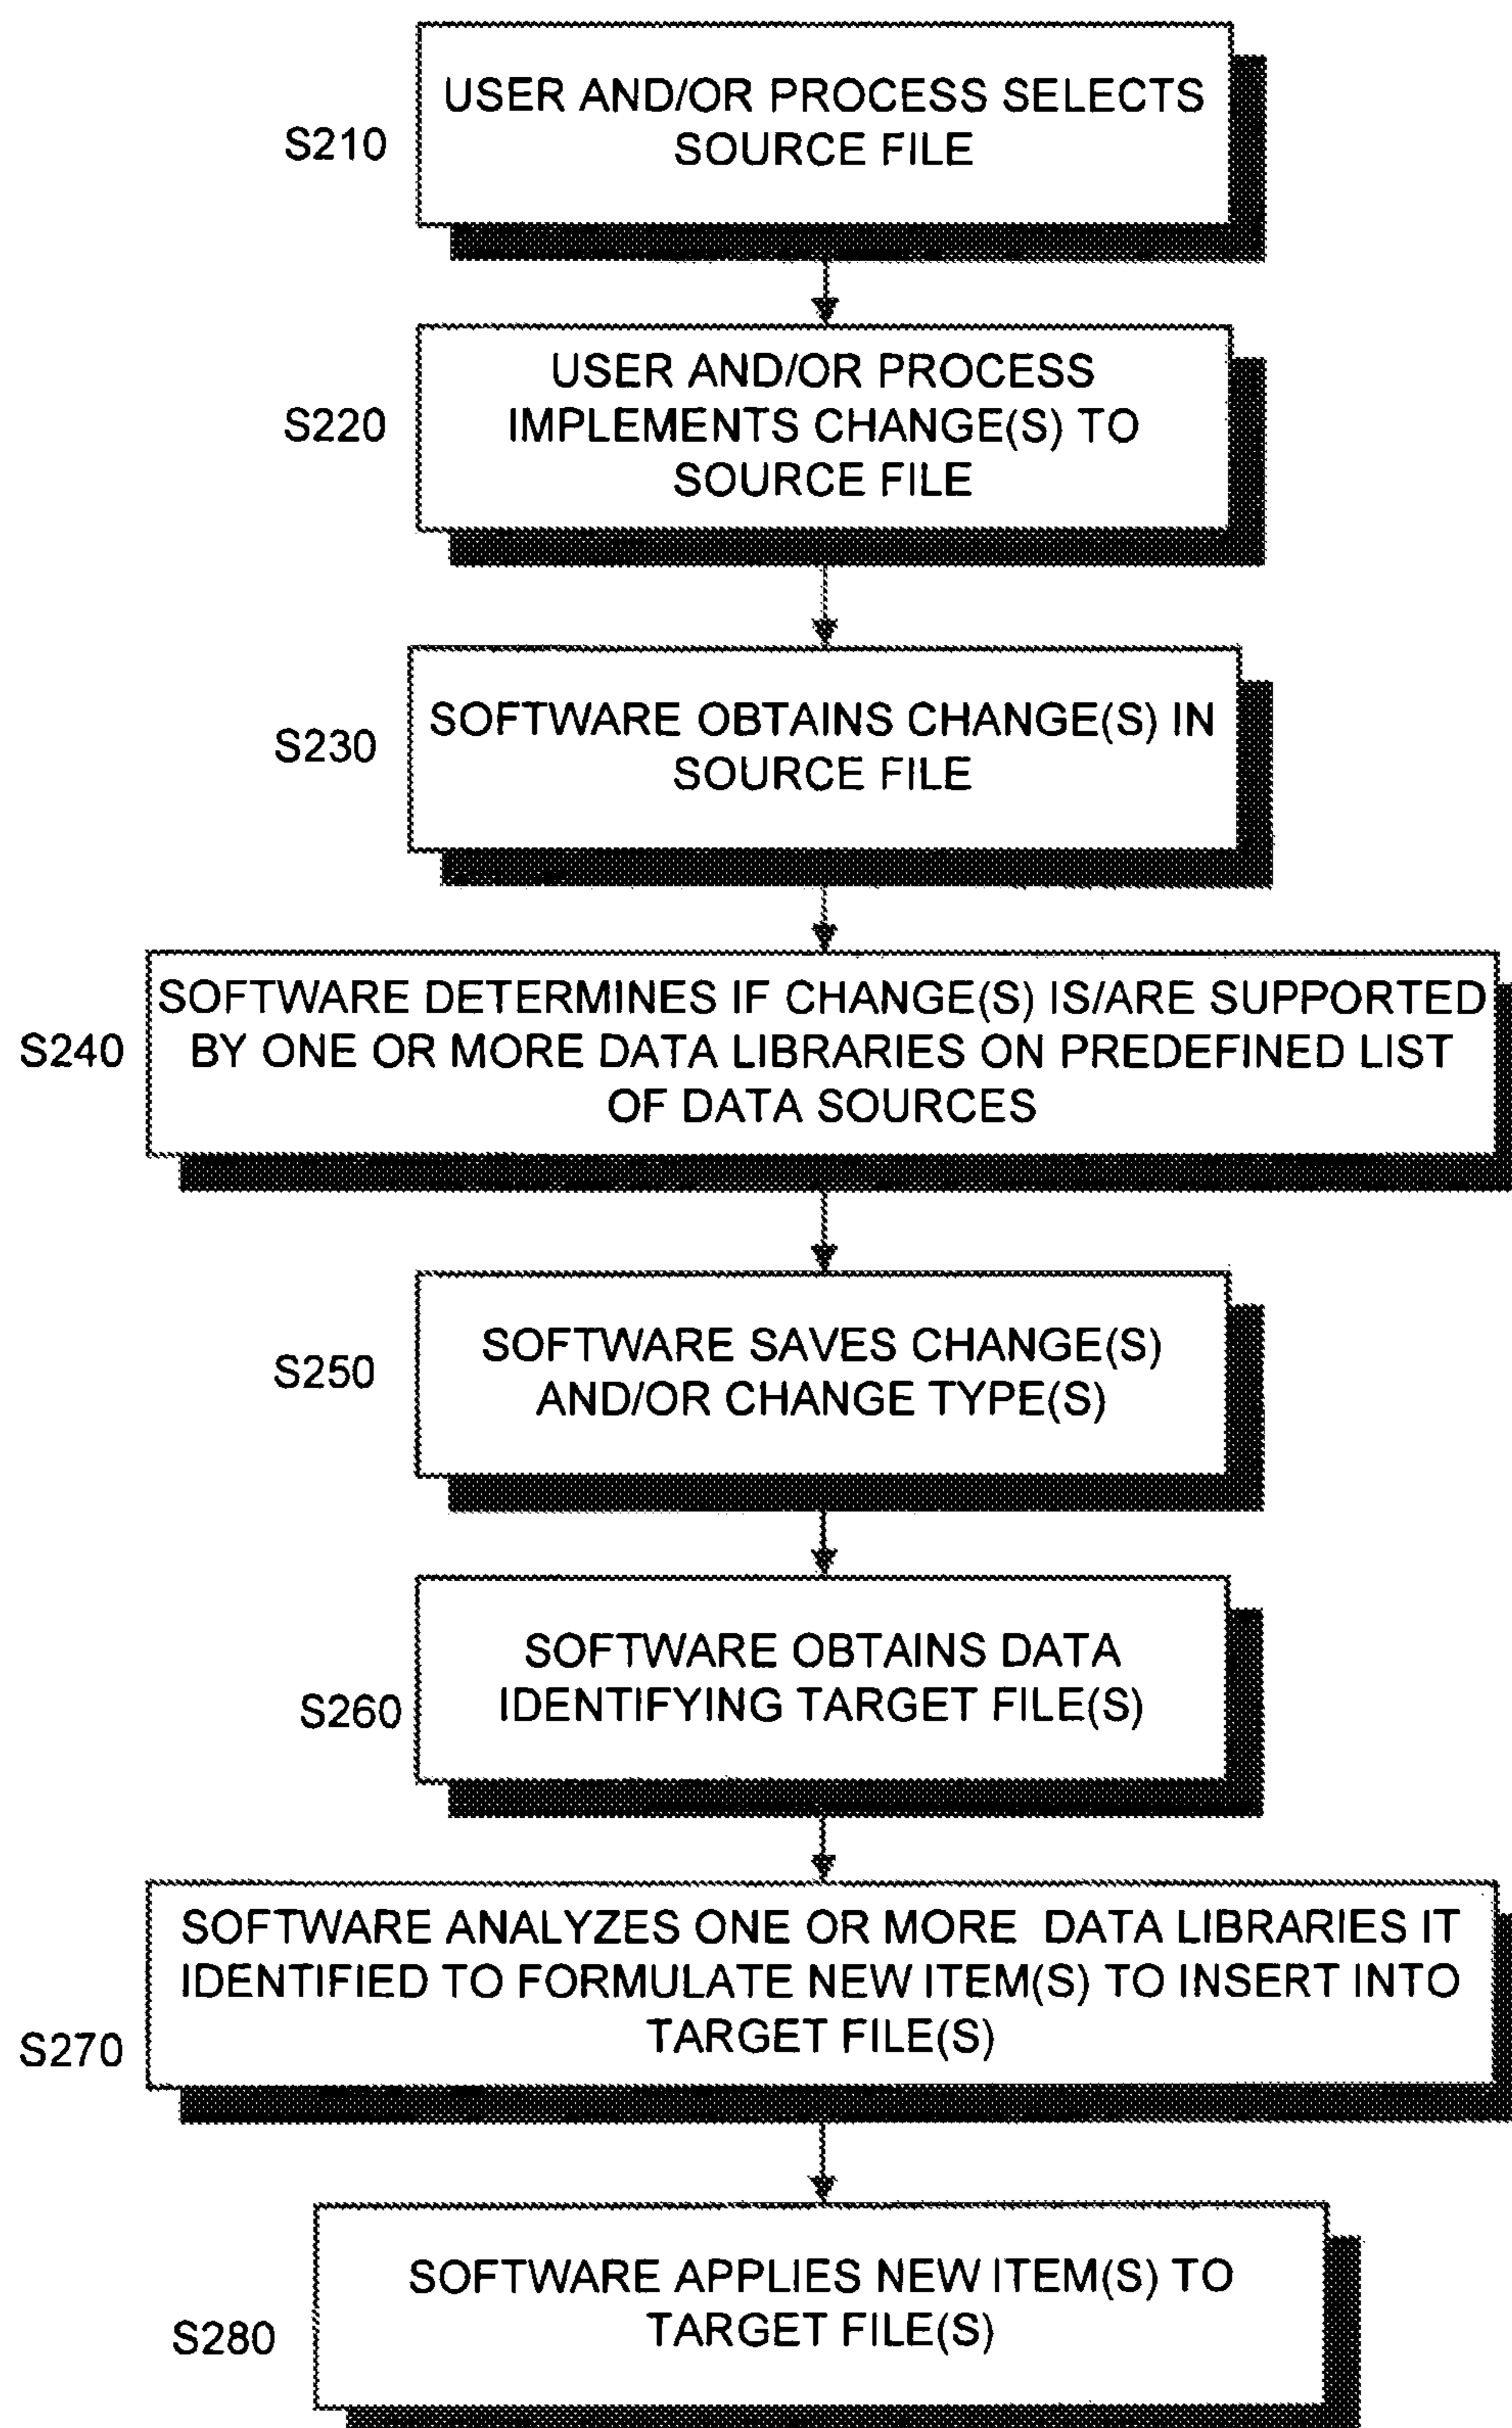 USER AND/OR PROCESS SELECTS
SOURCE FILE
S210
USER AND/OR PROCESS
IMPLEMENTS CHANGE(S) TO
SOURCE FILE
S220
SOFTWARE OBTAINS CHANGE(S) IN
SOURCE FILE
S230
SOFTWARE DETERMINES IF CHANGE(S) IS/ARE SUPPORTED
BY ONE OR MORE DATA LIBRARIES ON PREDEFINED LIST
OF DATA SOURCES
S240
SOFTWARE SAVES CHANGE(S)
AND/OR CHANGE TYPE(S)
S250
SOFTWARE OBTAINS DATA
IDENTIFYING TARGET FILE(S)
S260
SOFTWARE ANALYZES ONE OR MORE DATA LIBRARIES IT
IDENTIFIED TO FORMULATE NEW ITEM(S) TO INSERT INTO
TARGET FILE(S)
S270
SOFTWARE APPLIES NEW ITEM(S) TO
TARGET FILE(S)
S280